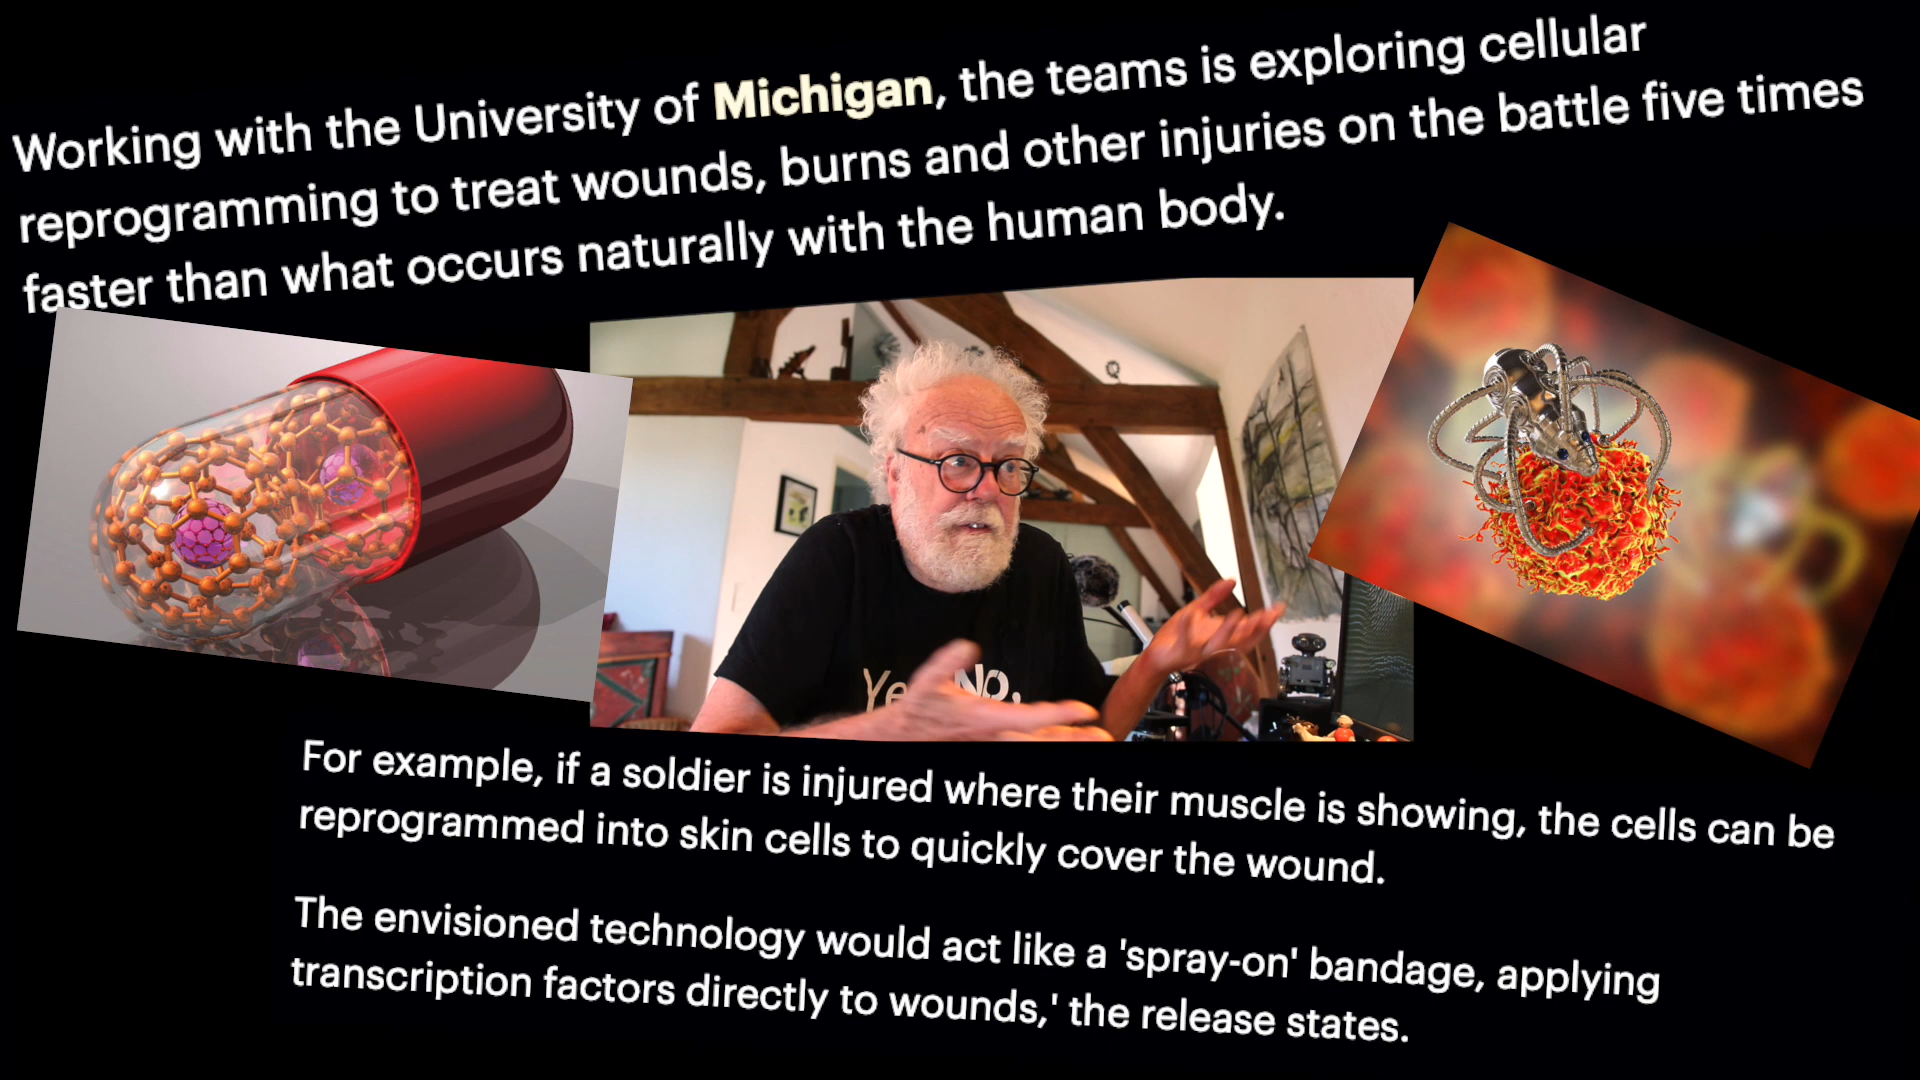 Working with the University of Michigan, the teams is exploring cellular
reprogramming to treat wounds, burns and other injuries on the battle five times
faster than what occurs naturally with the human body.
Ye No.
For example, if a soldier is injured where their muscle is showing, the cells can be
reprogrammed into skin cells to quickly cover the wound.
The envisioned technology would act like a 'spray-on' bandage, applying
transcription factors directly to wounds,' the release states.